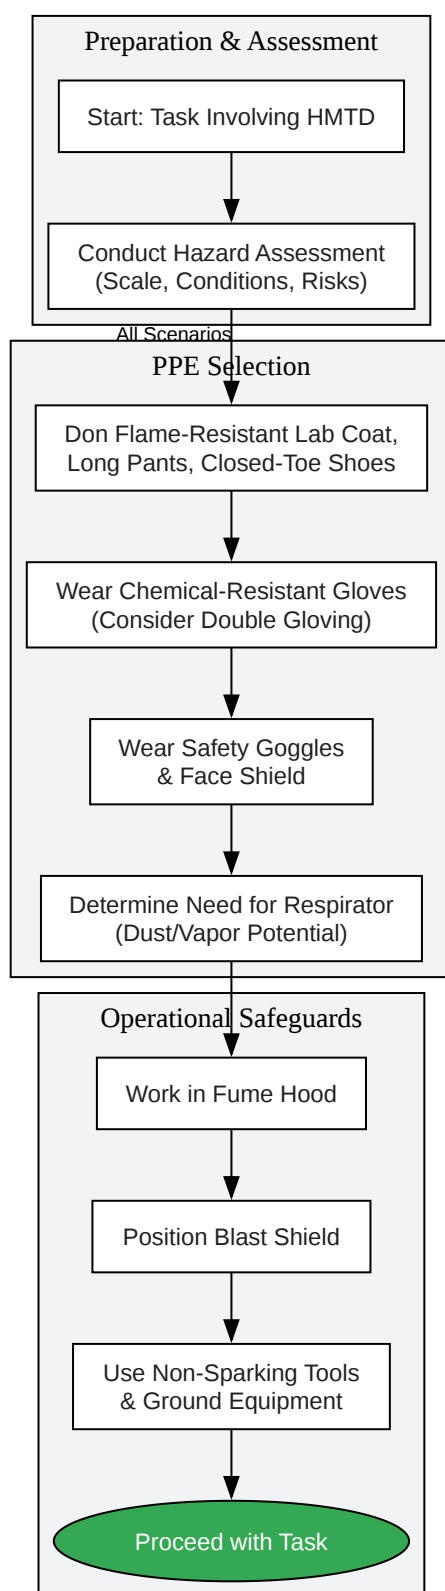 Preparation & Assessment
Start: Task Involving HMTD
Conduct Hazard Assessment
(Scale, Conditions, Risks)
All Scenarios
PPE Selection
Don Flame-Resistant Lab Coat,
Long Pants, Closed-Toe Shoes
Wear Chemical-Resistant Gloves
(Consider Double Gloving)
Wear Safety Goggles
& Face Shield
Determine Need for Respirator
(Dust/Vapor Potential)
Operational Safeguards
Work in Fume Hood
Position Blast Shield
Use Non-Sparking Tools
& Ground Equipment
Proceed with Task